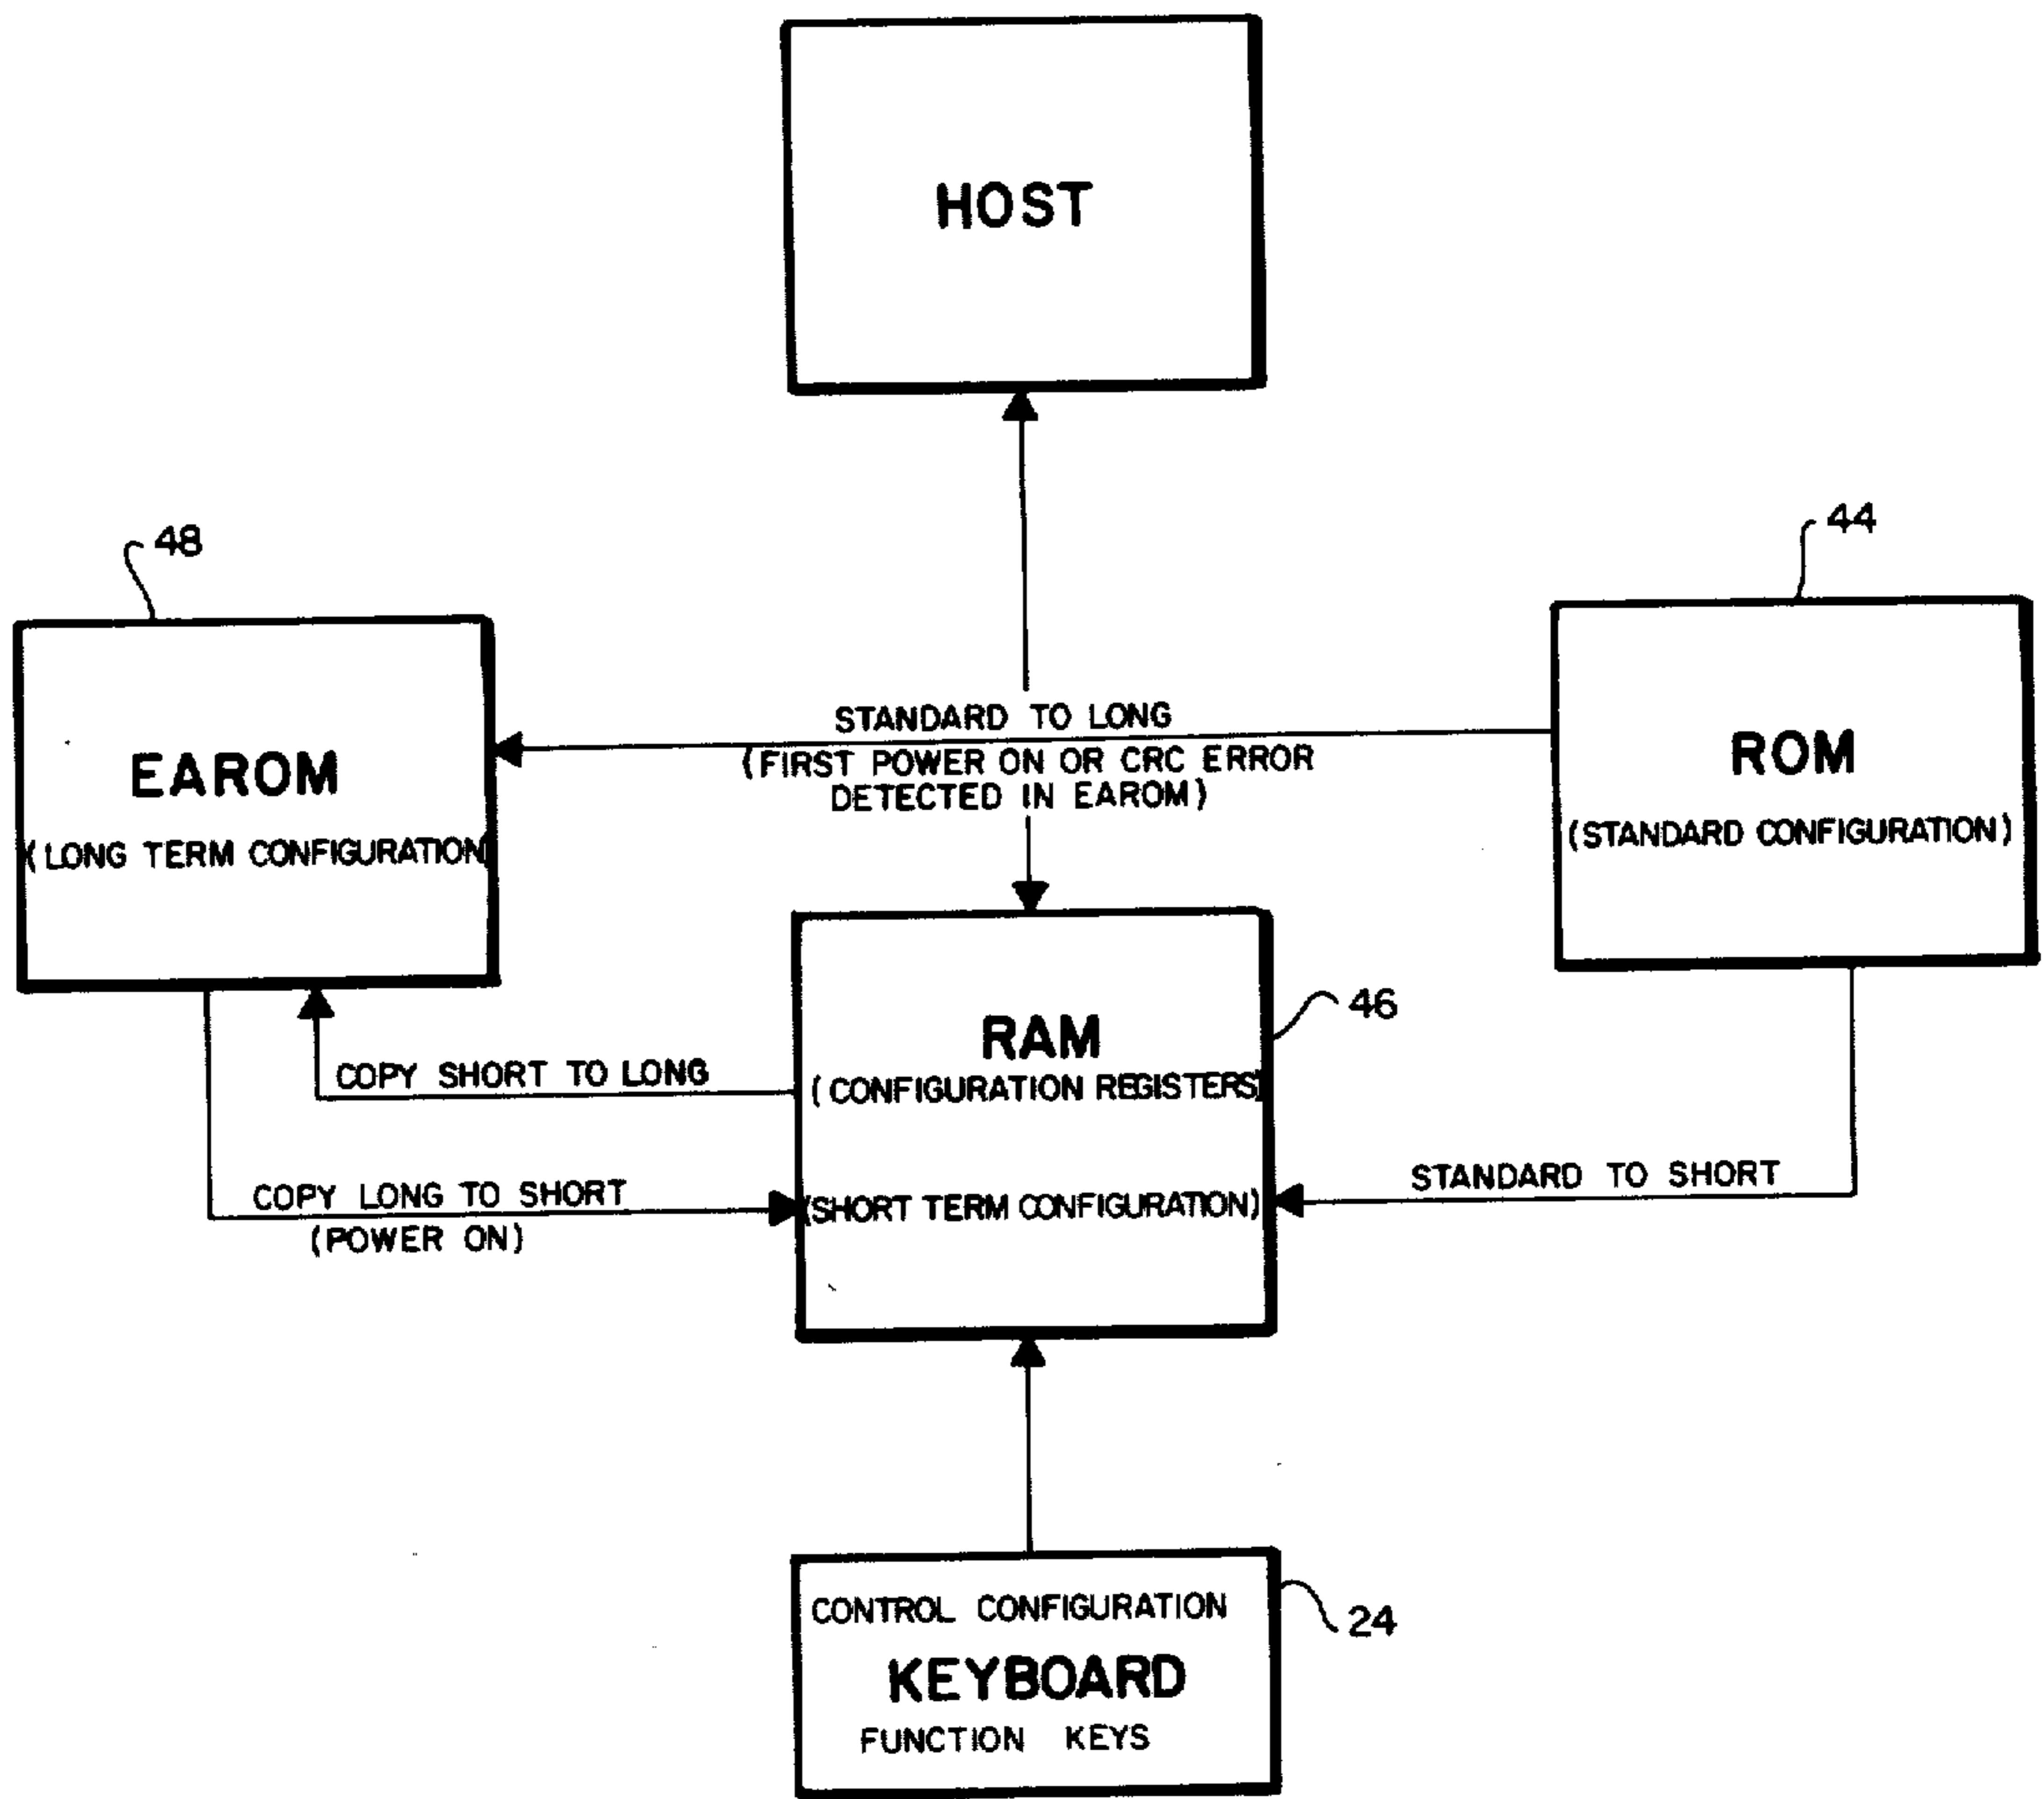 HOST
48
44
STANDARD TO LONG
(FIRST POWER ON OR CRC ERROR
DETECTED IN EAROM)
EAROM
(LONG TERM CONFIGURATION)
ROM
(STANDARD CONFIGURATION)
46
RAM
(CONFIGURATION REGISTERS)
(SHORT TERM CONFIGURATION)
COPY SHORT TO LONG
COPY LONG TO SHORT
(POWER ON)
STANDARD TO SHORT
CONTROL CONFIGURATION
KEYBOARD
FUNCTION KEYS
24